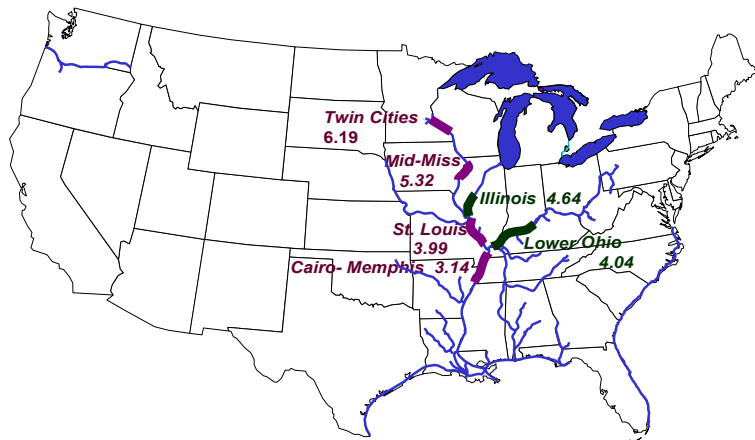 Twin Cities
6.19
Mid-Miss
5.32
Illinois 4.64
St. Louis
3.99
Lower Ohio
4.04
Cairo- Memphis 3.14